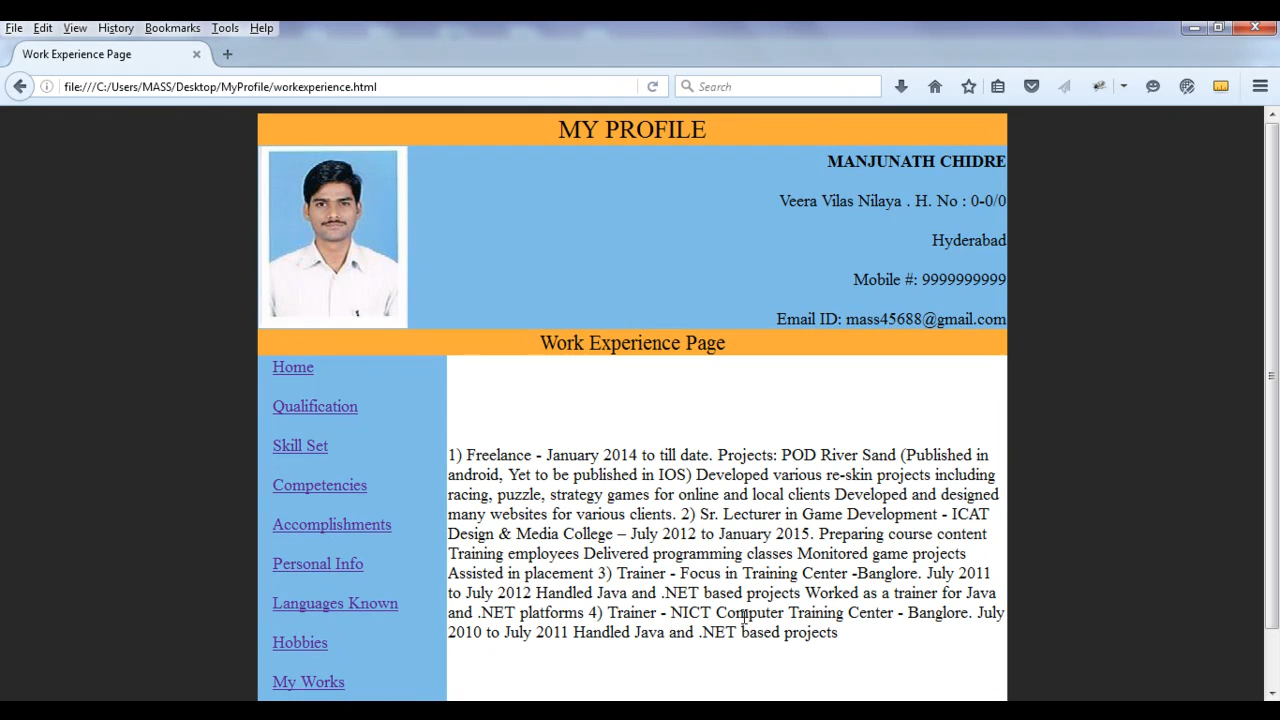 File Edit View History Bookmarks Tools Help
Work Experience Page
file:///C:/Users/MASS/Desktop/MyProfile/workexperience.html
Search
MY PROFILE
MANJUNATH CHIDRE
Veera Vilas Nilaya . H. No : 0-0/0
Hyderabad
Mobile #: 9999999999
Email ID: mass45688@gmail.com
Work Experience Page
Home
Qualification
Skill Set
Competencies
Accomplishments
Personal Info
Languages Known
Hobbies
My Works
1) Freelance - January 2014 to till date. Projects: POD River Sand (Published in
android, Yet to be published in IOS) Developed various re-skin projects including
racing, puzzle, strategy games for online and local clients Developed and designed
many websites for various clients. 2) Sr. Lecturer in Game Development - ICAT
Design & Media College – July 2012 to January 2015. Preparing course content
Training employees Delivered programming classes Monitored game projects
Assisted in placement 3) Trainer - Focus in Training Center -Banglore. July 2011
to July 2012 Handled Java and .NET based projects Worked as a trainer for Java
and .NET platforms 4) Trainer - NICT Computer Training Center - Banglore. July
2010 to July 2011 Handled Java and .NET based projects